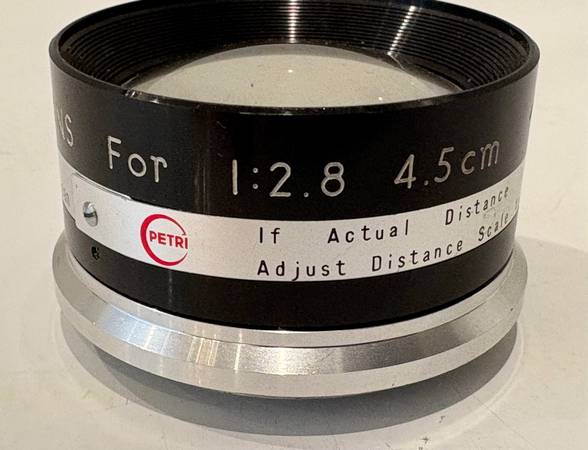 For 1:2.8 4.5cm
PETRI
If Actual Distance
Adjust Distance Scale